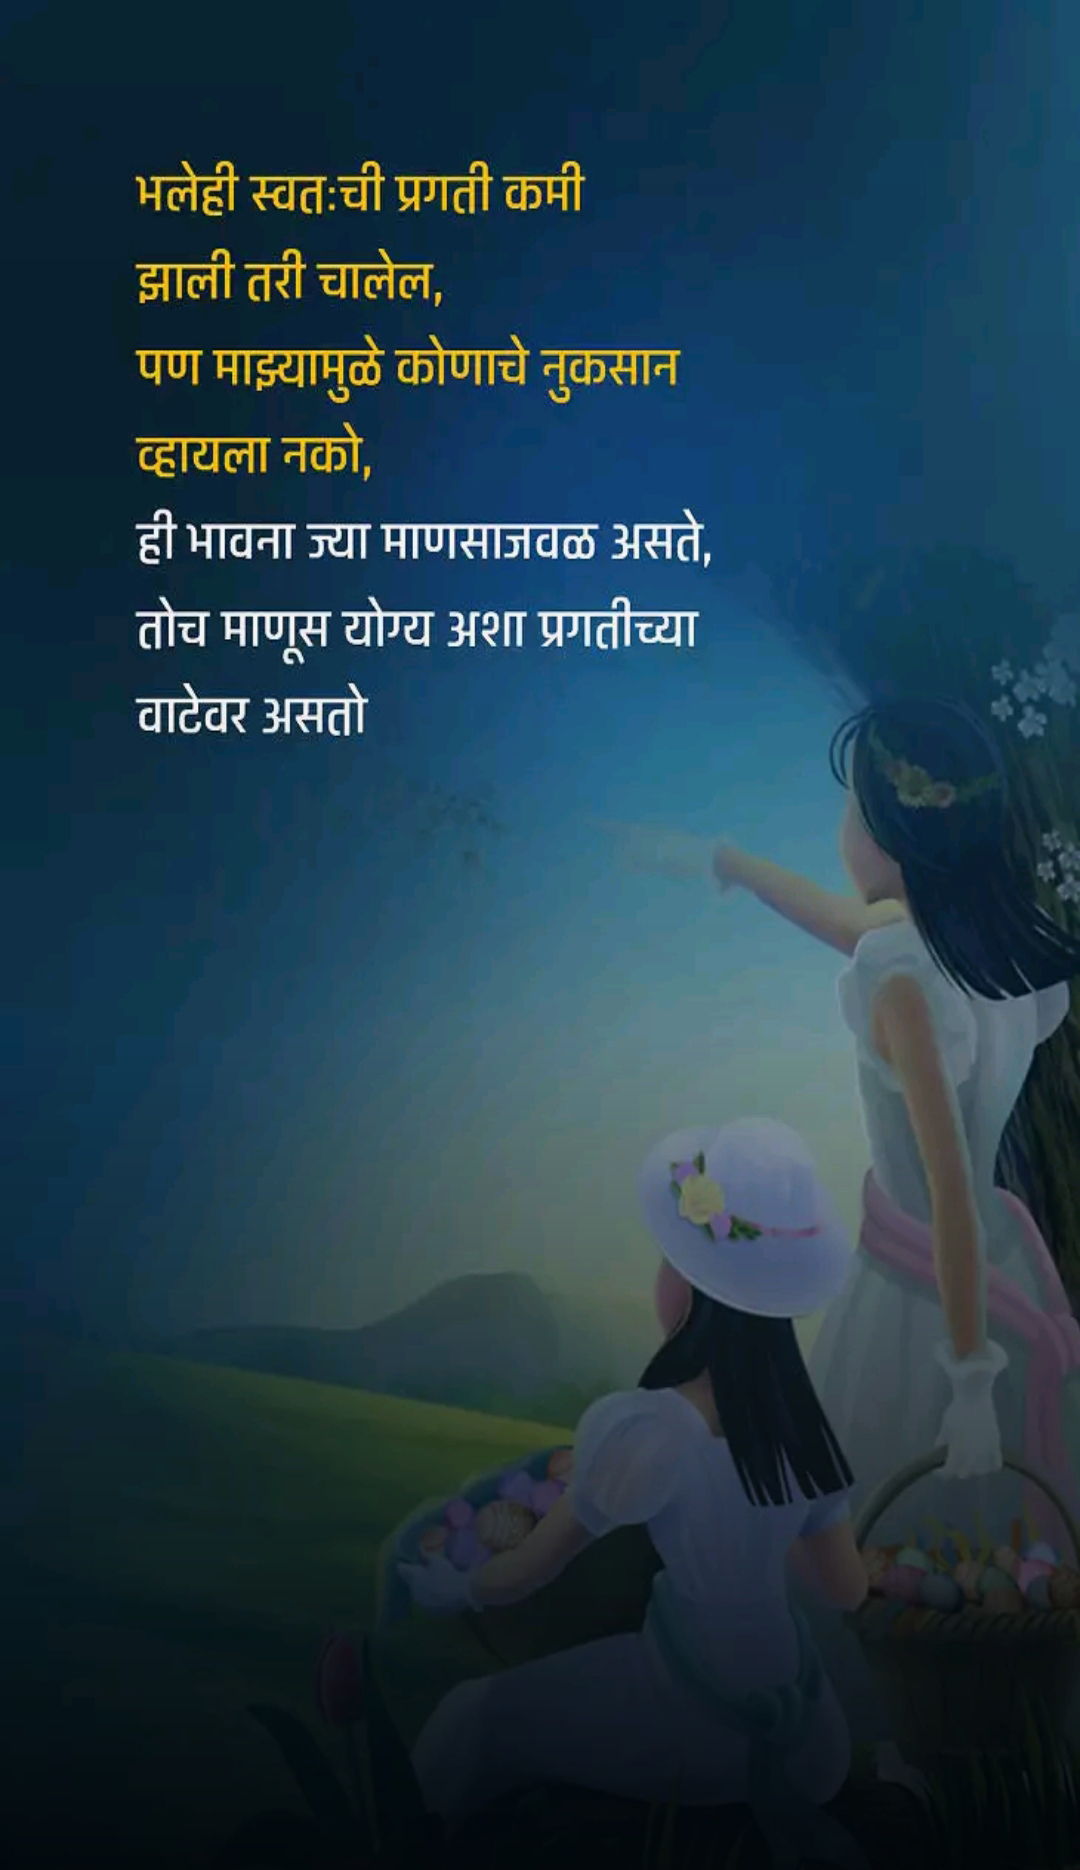 भलेही स्वतःची प्रगती कमी
झाली तरी चालेल,
पण माझ्यामुळे कोणाचे नुकसान
व्हायला नको,
ही भावना ज्या माणसाजवळ असते,
तोच माणूस योग्य अशा प्रगतीच्या
वाटेवर असतो